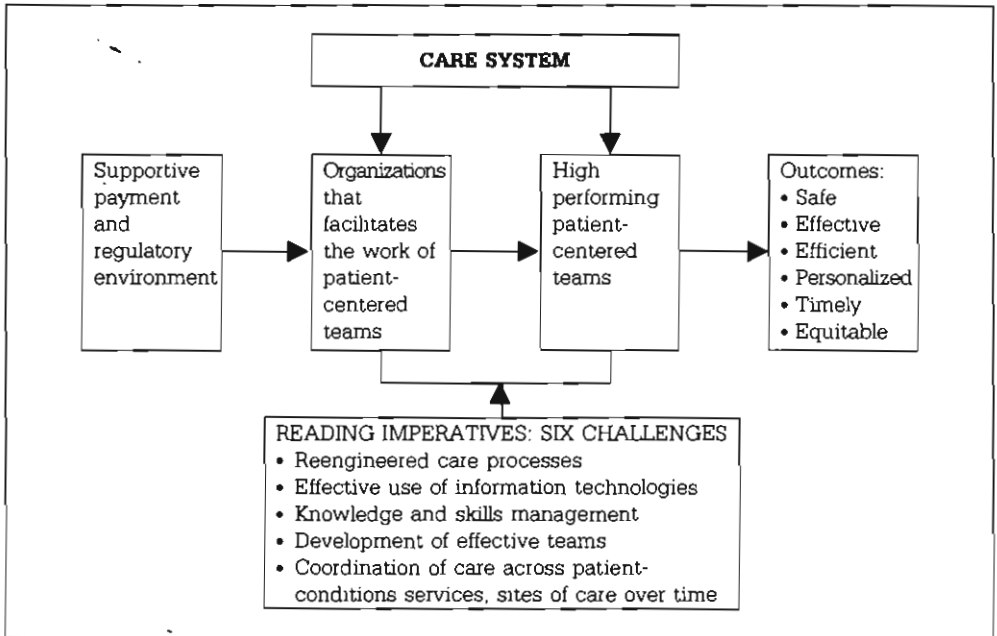 CARE SYSTEM
Supportive
payment
and
regulatory
environment
Organizations
that
facilitates
the work of
patient-
centered
teams
High
performing
patient-
centered
teams
Outcomes:
• Safe
• Effective
• Efficient
• Personalized
• Timely
• Equitable
READING IMPERATIVES: SIX CHALLENGES
• Reengineered care processes
• Effective use of information technologies
• Knowledge and skills management
• Development of effective teams
• Coordination of care across patient-
conditions services, sites of care over time